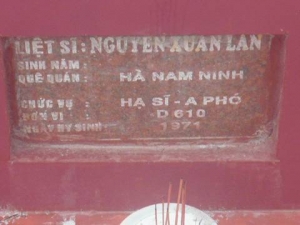 LIỆT SĨ: NGUYỄN XUÂN LAN
SINH NĂM :
QUÊ QUÁN : HÀ NAM NINH
CHỨC VỤ : HẠ SĨ - A PHÓ
ĐƠN VỊ : D 610
NGÀY HY SINH : 1971